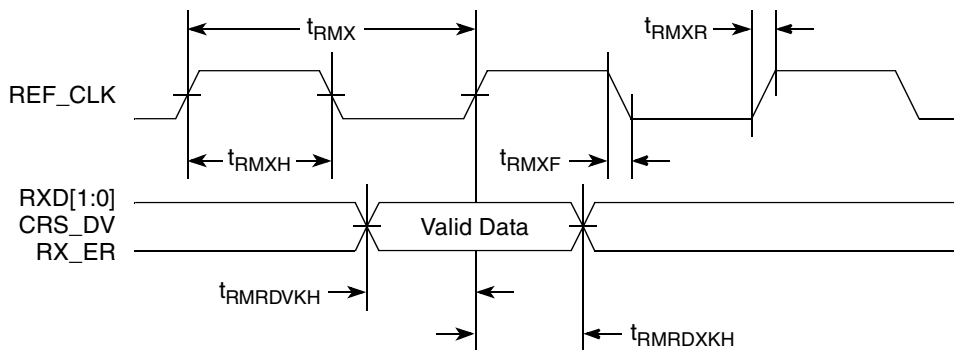 tRMX
tRMXR
REF_CLK
tRMXH
tRMXF
RXD[1:0]
CRS_DV
RX_ER
Valid Data
tRMRDVKH
tRMRDXKH